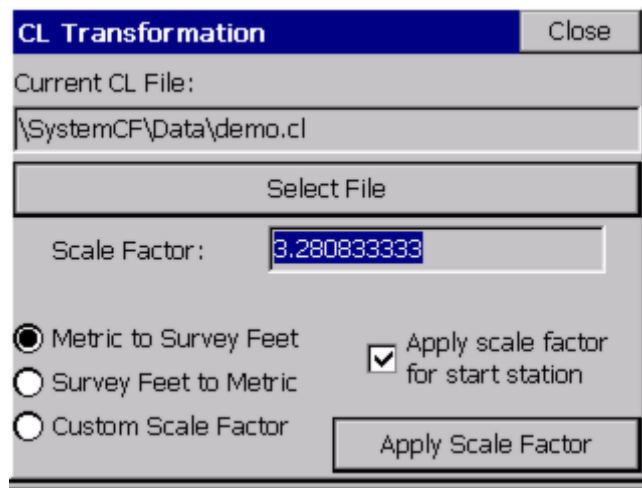 CL Transformation Close
Current CL File:
\SystemCF\Data\demo.cl
Select File
Scale Factor: 3.280833333
Metric to Survey Feet
Survey Feet to Metric
Custom Scale Factor
Apply scale factor
for start station
Apply Scale Factor